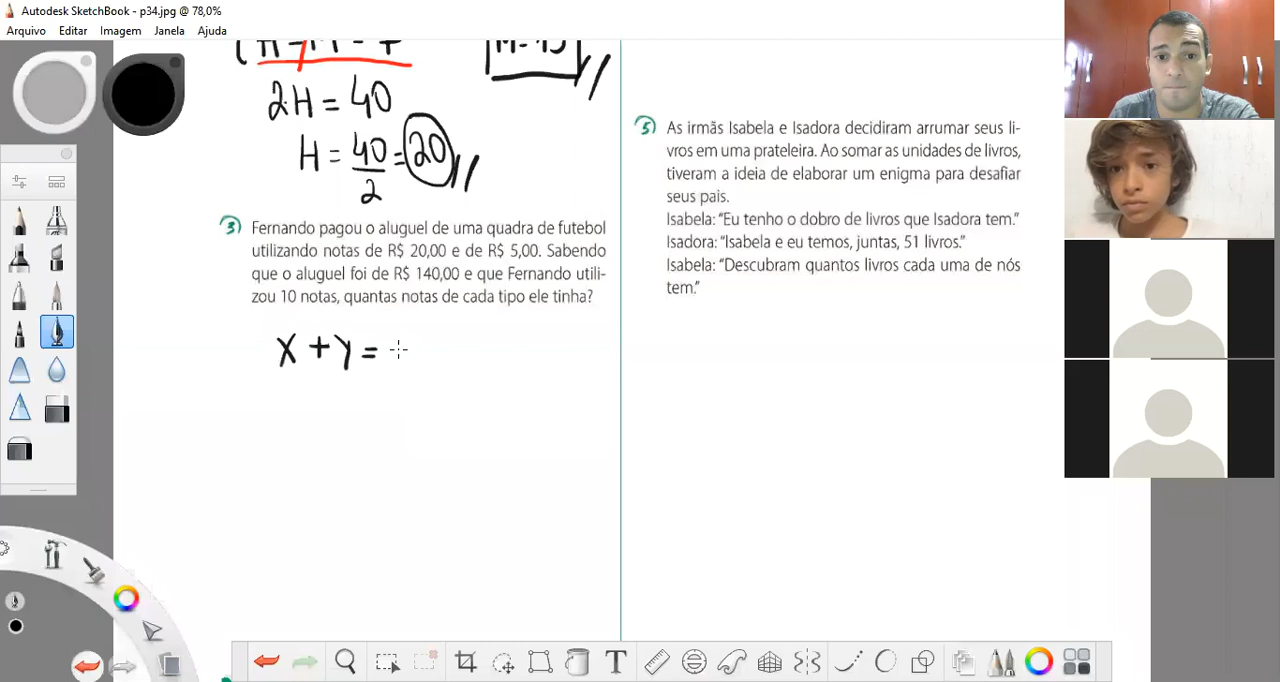 Autodesk SketchBook - p34.jpg @ 78,0%
Arquivo Editar Imagem Janela Ajuda
2H = 40
H = 40/2 = 20
3) Fernando pagou o aluguel de uma quadra de futebol
utilizando notas de R$ 20,00 e de R$ 5,00. Sabendo
que o aluguel foi de R$ 140,00 e que Fernando utili-
zou 10 notas, quantas notas de cada tipo ele tinha?
X + Y =
5) As irmãs Isabela e Isadora decidiram arrumar seus li-
vros em uma prateleira. Ao somar as unidades de livros,
tiveram a ideia de elaborar um enigma para desafiar
seus pais.
Isabela: “Eu tenho o dobro de livros que Isadora tem.”
Isadora: “Isabela e eu temos, juntas, 51 livros.”
Isabela: “Descubram quantos livros cada uma de nós
tem.”
T